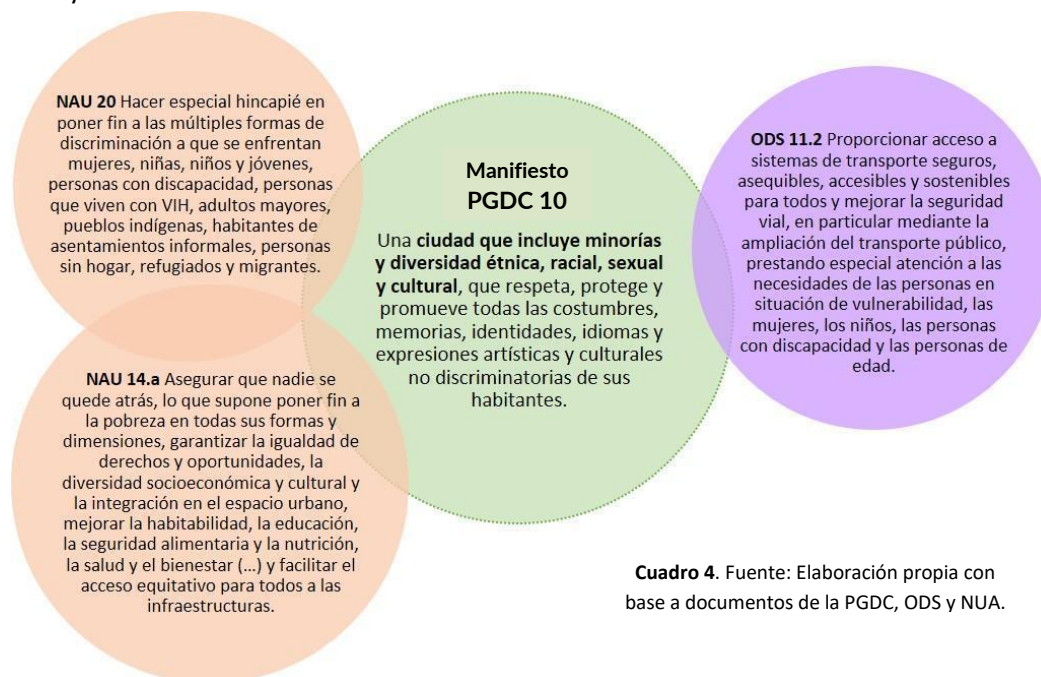 NAU 20 Hacer especial hincapié en
poner fin a las múltiples formas de
discriminación a que se enfrentan
mujeres, niñas, niños y jóvenes,
personas con discapacidad, personas
que viven con VIH, adultos mayores,
pueblos indígenas, habitantes de
asentamientos informales, personas
sin hogar, refugiados y migrantes.
NAU 14.a Asegurar que nadie se
quede atrás, lo que supone poner fin a
la pobreza en todas sus formas y
dimensiones, garantizar la igualdad de
derechos y oportunidades, la
diversidad socioeconómica y cultural y
la integración en el espacio urbano,
mejorar la habitabilidad, la educación,
la seguridad alimentaria y la nutrición,
la salud y el bienestar (...) y facilitar el
acceso equitativo para todos a las
infraestructuras.
Manifiesto
PGDC 10
Una ciudad que incluye minorías
y diversidad étnica, racial, sexual
y cultural, que respeta, protege y
promueve todas las costumbres,
memorias, identidades, idiomas y
expresiones artísticas y culturales
no discriminatorias de sus
habitantes.
ODS 11.2 Proporcionar acceso a
sistemas de transporte seguros,
asequibles, accesibles y sostenibles
para todos y mejorar la seguridad
vial, en particular mediante la
ampliación del transporte público,
prestando especial atención a las
necesidades de las personas en
situación de vulnerabilidad, las
mujeres, los niños, las personas
con discapacidad y las personas de
edad.
Cuadro 4. Fuente: Elaboración propia con
base a documentos de la PGDC, ODS y NUA.